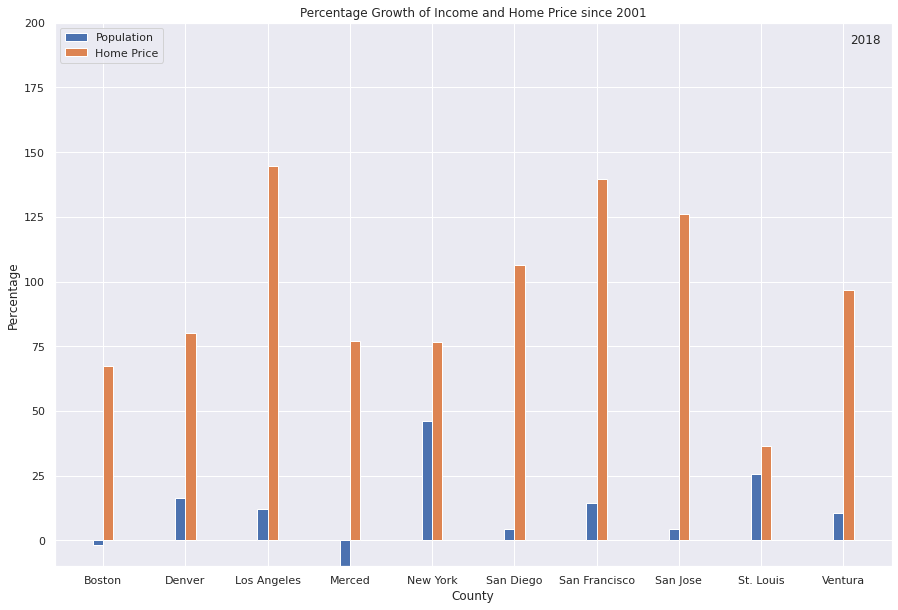 Percentage Growth of Income and Home Price since 2001
200
Population
Home Price
2018
175
150
125
100
75
50
25
0
Percentage
Boston Denver Los Angeles Merced New York San Diego San Francisco San Jose St. Louis Ventura
County